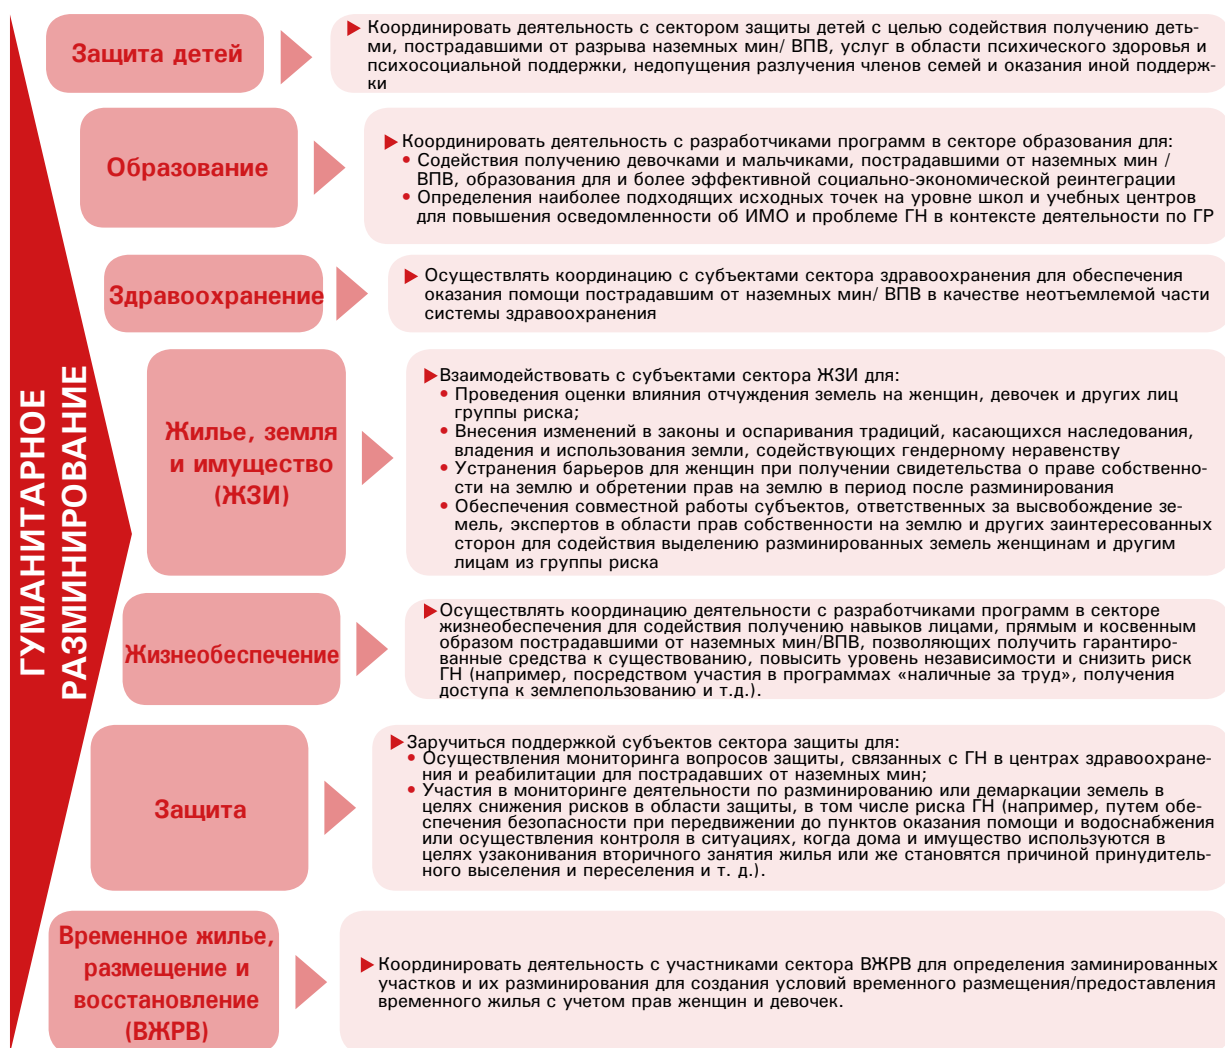 ГУМАНИТАРНОЕ
РАЗМИНИРОВАНИЕ
Защита детей
Координировать деятельность с сектором защиты детей с целью содействия получению деть-
ми, пострадавшими от разрыва наземных мин/ ВПВ, услуг в области психического здоровья и
психосоциальной поддержки, недопущения разлучения членов семей и оказания иной поддерж-
ки
Образование
Координировать деятельность с разработчиками программ в секторе образования для:
• Содействия получению девочками и мальчиками, пострадавшими от наземных мин /
ВПВ, образования для и более эффективной социально-экономической реинтеграции
• Определения наиболее подходящих исходных точек на уровне школ и учебных центров
для повышения осведомленности об ИМО и проблеме ГН в контексте деятельности по ГР
Здравоохранение
Осуществлять координацию с субъектами сектора здравоохранения для обеспечения
оказания помощи пострадавшим от наземных мин/ ВПВ в качестве неотъемлемой части
системы здравоохранения
Жилье, земля
и имущество
(ЖЗИ)
Взаимодействовать с субъектами сектора ЖЗИ для:
• Проведения оценки влияния отчуждения земель на женщин, девочек и других лиц
группы риска;
• Внесения изменений в законы и оспаривания традиций, касающихся наследования,
владения и использования земли, содействующих гендерному неравенству
• Устранения барьеров для женщин при получении свидетельства о праве собственно-
сти на землю и обретении прав на землю в период после разминирования
• Обеспечения совместной работы субъектов, ответственных за высвобождение зе-
мель, экспертов в области прав собственности на землю и других заинтересованных
сторон для содействия выделению разминированных земель женщинам и другим
лицам из группы риска
Жизнеобеспечение
Осуществлять координацию деятельности с разработчиками программ в секторе
жизнеобеспечения для содействия получению навыков лицами, прямым и косвенным
образом пострадавшими от наземных мин/ВПВ, позволяющих получить гарантиро-
ванные средства к существованию, повысить уровень независимости и снизить риск
ГН (например, посредством участия в программах «наличные за труд», получения
доступа к землепользованию и т.д.).
Защита
Заручиться поддержкой субъектов сектора защиты для:
• Осуществления мониторинга вопросов защиты, связанных с ГН в центрах здравоохране-
ния и реабилитации для пострадавших от наземных мин;
• Участия в мониторинге деятельности по разминированию или демаркации земель в
целях снижения рисков в области защиты, в том числе риска ГН (например, путем обе-
спечения безопасности при передвижении до пунктов оказания помощи и водоснабжения
или осуществления контроля в ситуациях, когда дома и имущество используются в
целях узаконивания вторичного занятия жилья или же становятся причиной принудитель-
ного выселения и переселения и т. д.).
Временное жилье,
размещение и
восстановление
(ВЖРВ)
Координировать деятельность с участниками сектора ВЖРВ для определения заминированных
участков и их разминирования для создания условий временного размещения/предоставления
временного жилья с учетом прав женщин и девочек.